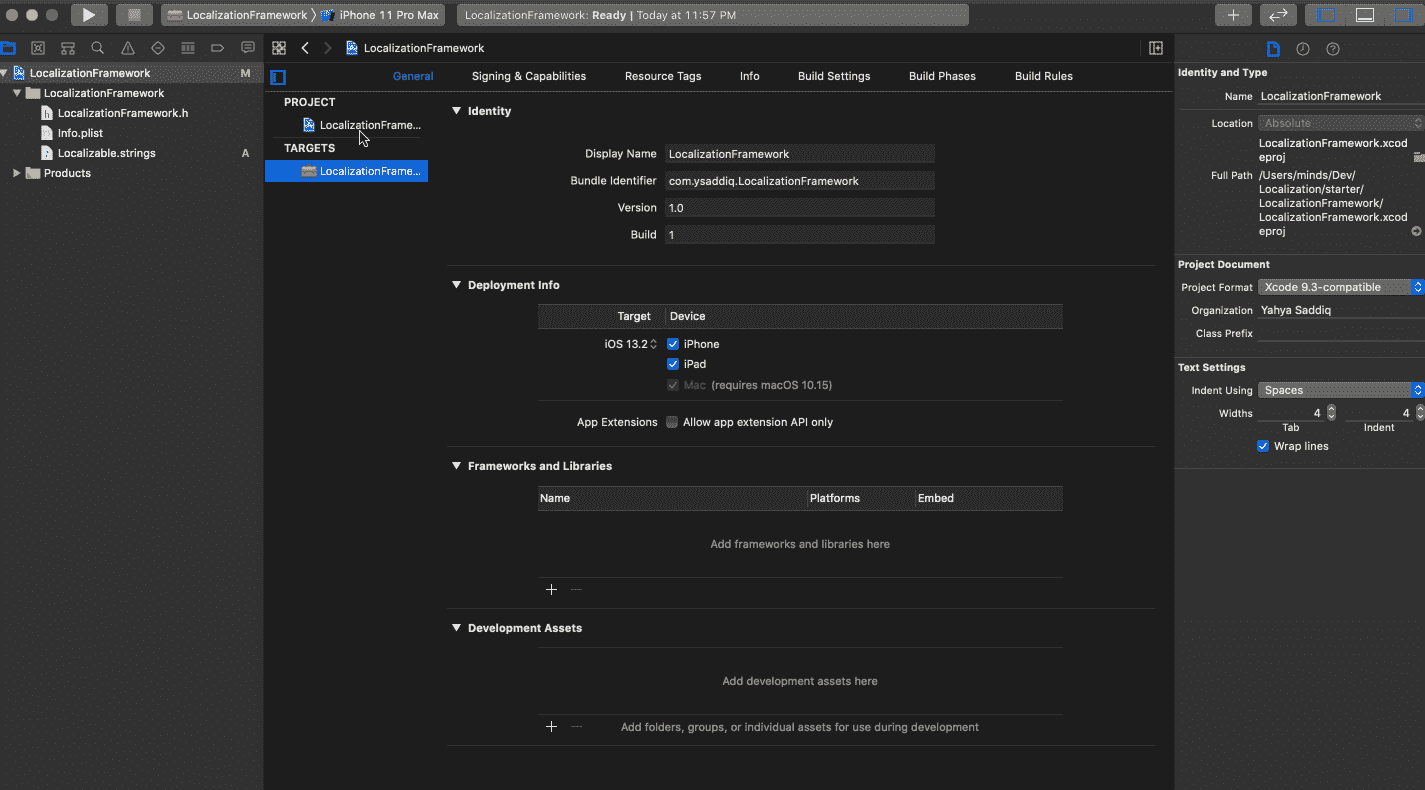 LocalizationFramework iPhone 11 Pro Max LocalizationFramework: Ready | Today at 11:57 PM
LocalizationFramework M
LocalizationFramework
LocalizationFramework.h
Info.plist
Localizable.strings A
Products
LocalizationFramework
General Signing & Capabilities Resource Tags Info Build Settings Build Phases Build Rules
PROJECT
LocalizationFrame...
TARGETS
LocalizationFrame...
Identity
Display Name LocalizationFramework
Bundle Identifier com.ysaddiq.LocalizationFramework
Version 1.0
Build 1
Deployment Info
Target Device
iOS 13.2 iPhone
iPad
Mac (requires macOS 10.15)
App Extensions Allow app extension API only
Frameworks and Libraries
Name Platforms Embed
Add frameworks and libraries here
Development Assets
Add development assets here
Add folders, groups, or individual assets for use during development
Identity and Type
Name LocalizationFramework
Location Absolute
LocalizationFramework.xcod
eproj
Full Path /Users/minds/Dev/
Localization/starter/
LocalizationFramework/
LocalizationFramework.xcod
eproj
Project Document
Project Format Xcode 9.3-compatible
Organization Yahya Saddiq
Class Prefix
Text Settings
Indent Using Spaces
Widths 4 4
Tab Indent
Wrap lines